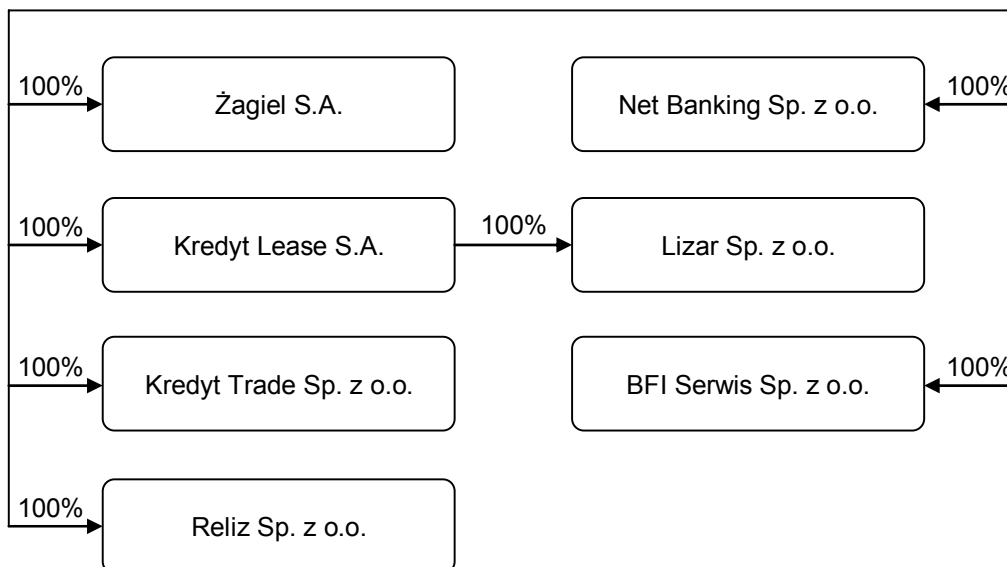 100%
Żagiel S.A.
Net Banking Sp. z o.o.
100%
100%
Kredyt Lease S.A.
100%
Lizar Sp. z o.o.
100%
Kredyt Trade Sp. z o.o.
BFI Serwis Sp. z o.o.
100%
100%
Reliz Sp. z o.o.